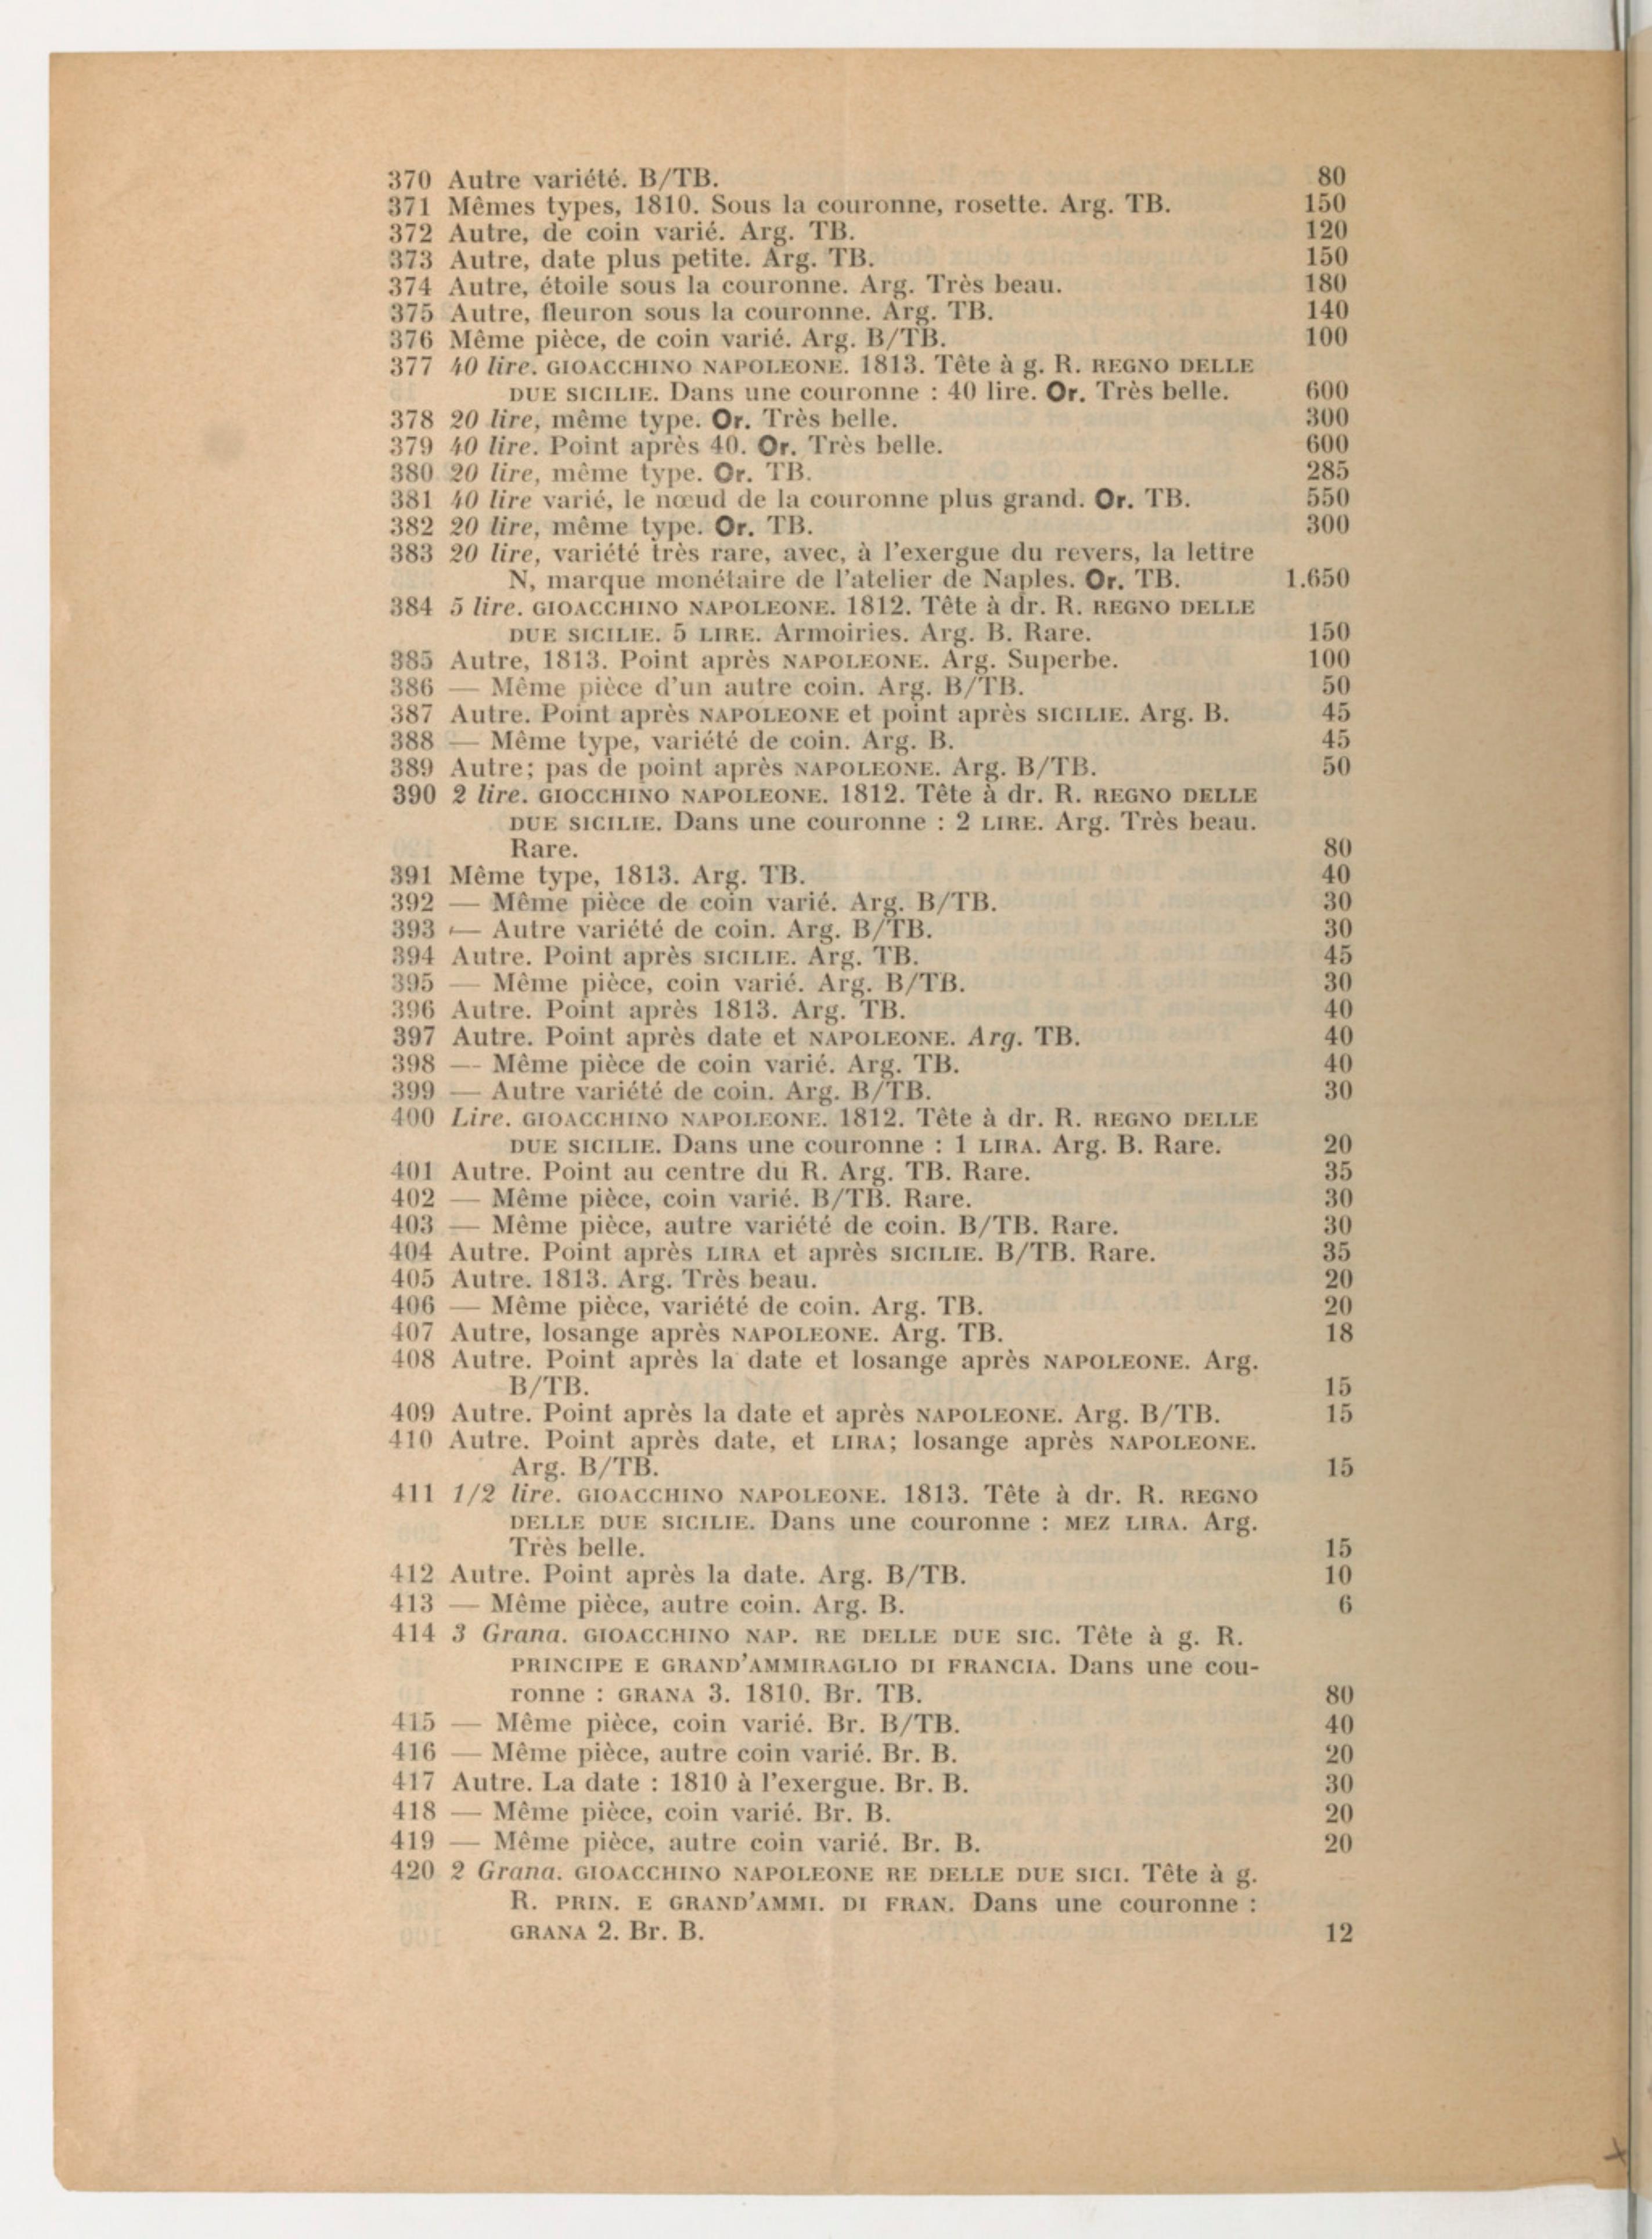 370 Autre variété. B/TB. 80
371 Mêmes types, 1810. Sous la couronne, rosette. Arg. TB. 150
372 Autre, de coin varié. Arg. TB. 120
373 Autre, date plus petite. Arg. TB. 150
374 Autre, étoile sous la couronne. Arg. Très beau. 180
375 Autre, fleuron sous la couronne. Arg. TB. 140
376 Même pièce, de coin varié. Arg. B/TB. 100
377 40 lire. GIOACCHINO NAPOLEONE. 1813. Tête à g. R. REGNO DELLE
DUE SICILIE. Dans une couronne : 40 lire. Or. Très belle. 600
378 20 lire, même type. Or. Très belle. 300
379 40 lire. Point après 40. Or. Très belle. 600
380 20 lire, même type. Or. TB. 285
381 40 lire varié, le nœud de la couronne plus grand. Or. TB. 550
382 20 lire, même type. Or. TB. 300
383 20 lire, variété très rare, avec, à l'exergue du revers, la lettre
N, marque monétaire de l'atelier de Naples. Or. TB. 1.650
384 5 lire. GIOACCHINO NAPOLEONE. 1812. Tête à dr. R. REGNO DELLE
DUE SICILIE. 5 LIRE. Armoiries. Arg. B. Rare. 150
385 Autre, 1813. Point après NAPOLEONE. Arg. Superbe. 100
386 — Même pièce d'un autre coin. Arg. B/TB. 50
387 Autre. Point après NAPOLEONE et point après SICILIE. Arg. B. 45
388 — Même type, variété de coin. Arg. B. 45
389 Autre; pas de point après NAPOLEONE. Arg. B/TB. 50
390 2 lire. GIOCCHINO NAPOLEONE. 1812. Tête à dr. R. REGNO DELLE
DUE SICILIE. Dans une couronne : 2 LIRE. Arg. Très beau.
Rare. 80
391 Même type, 1813. Arg. TB. 40
392 — Même pièce de coin varié. Arg. B/TB. 30
393 — Autre variété de coin. Arg. B/TB. 30
394 Autre. Point après SICILIE. Arg. TB. 45
395 — Même pièce, coin varié. Arg. B/TB. 30
396 Autre. Point après 1813. Arg. TB. 40
397 Autre. Point après date et NAPOLEONE. Arg. TB. 40
398 — Même pièce de coin varié. Arg. TB. 40
399 — Autre variété de coin. Arg. B/TB. 30
400 Lire. GIOACCHINO NAPOLEONE. 1812. Tête à dr. R. REGNO DELLE
DUE SICILIE. Dans une couronne : 1 LIRA. Arg. B. Rare. 20
401 Autre. Point au centre du R. Arg. TB. Rare. 35
402 — Même pièce, coin varié. B/TB. Rare. 30
403 — Même pièce, autre variété de coin. B/TB. Rare. 30
404 Autre. Point après LIRA et après SICILIE. B/TB. Rare. 35
405 Autre. 1813. Arg. Très beau. 20
406 — Même pièce, variété de coin. Arg. TB. 20
407 Autre, losange après NAPOLEONE. Arg. TB. 18
408 Autre. Point après la date et losange après NAPOLEONE. Arg.
B/TB. 15
409 Autre. Point après la date et après NAPOLEONE. Arg. B/TB. 15
410 Autre. Point après date, et LIRA; losange après NAPOLEONE.
Arg. B/TB. 15
411 1/2 lire. GIOACCHINO NAPOLEONE. 1813. Tête à dr. R. REGNO
DELLE DUE SICILIE. Dans une couronne : MEZ LIRA. Arg.
Très belle. 15
412 Autre. Point après la date. Arg. B/TB. 10
413 — Même pièce, autre coin. Arg. B. 6
414 3 Grana. GIOACCHINO NAP. RE DELLE DUE SIC. Tête à g. R.
PRINCIPE E GRAND'AMMIRAGLIO DI FRANCIA. Dans une cou-
ronne : GRANA 3. 1810. Br. TB. 80
415 — Même pièce, coin varié. Br. B/TB. 40
416 — Même pièce, autre coin varié. Br. B. 20
417 Autre. La date : 1810 à l'exergue. Br. B. 30
418 — Même pièce, coin varié. Br. B. 20
419 — Même pièce, autre coin varié. Br. B. 20
420 2 Grana. GIOACCHINO NAPOLEONE RE DELLE DUE SICI. Tête à g.
R. PRIN. E GRAND'AMMI. DI FRAN. Dans une couronne :
GRANA 2. Br. B. 12